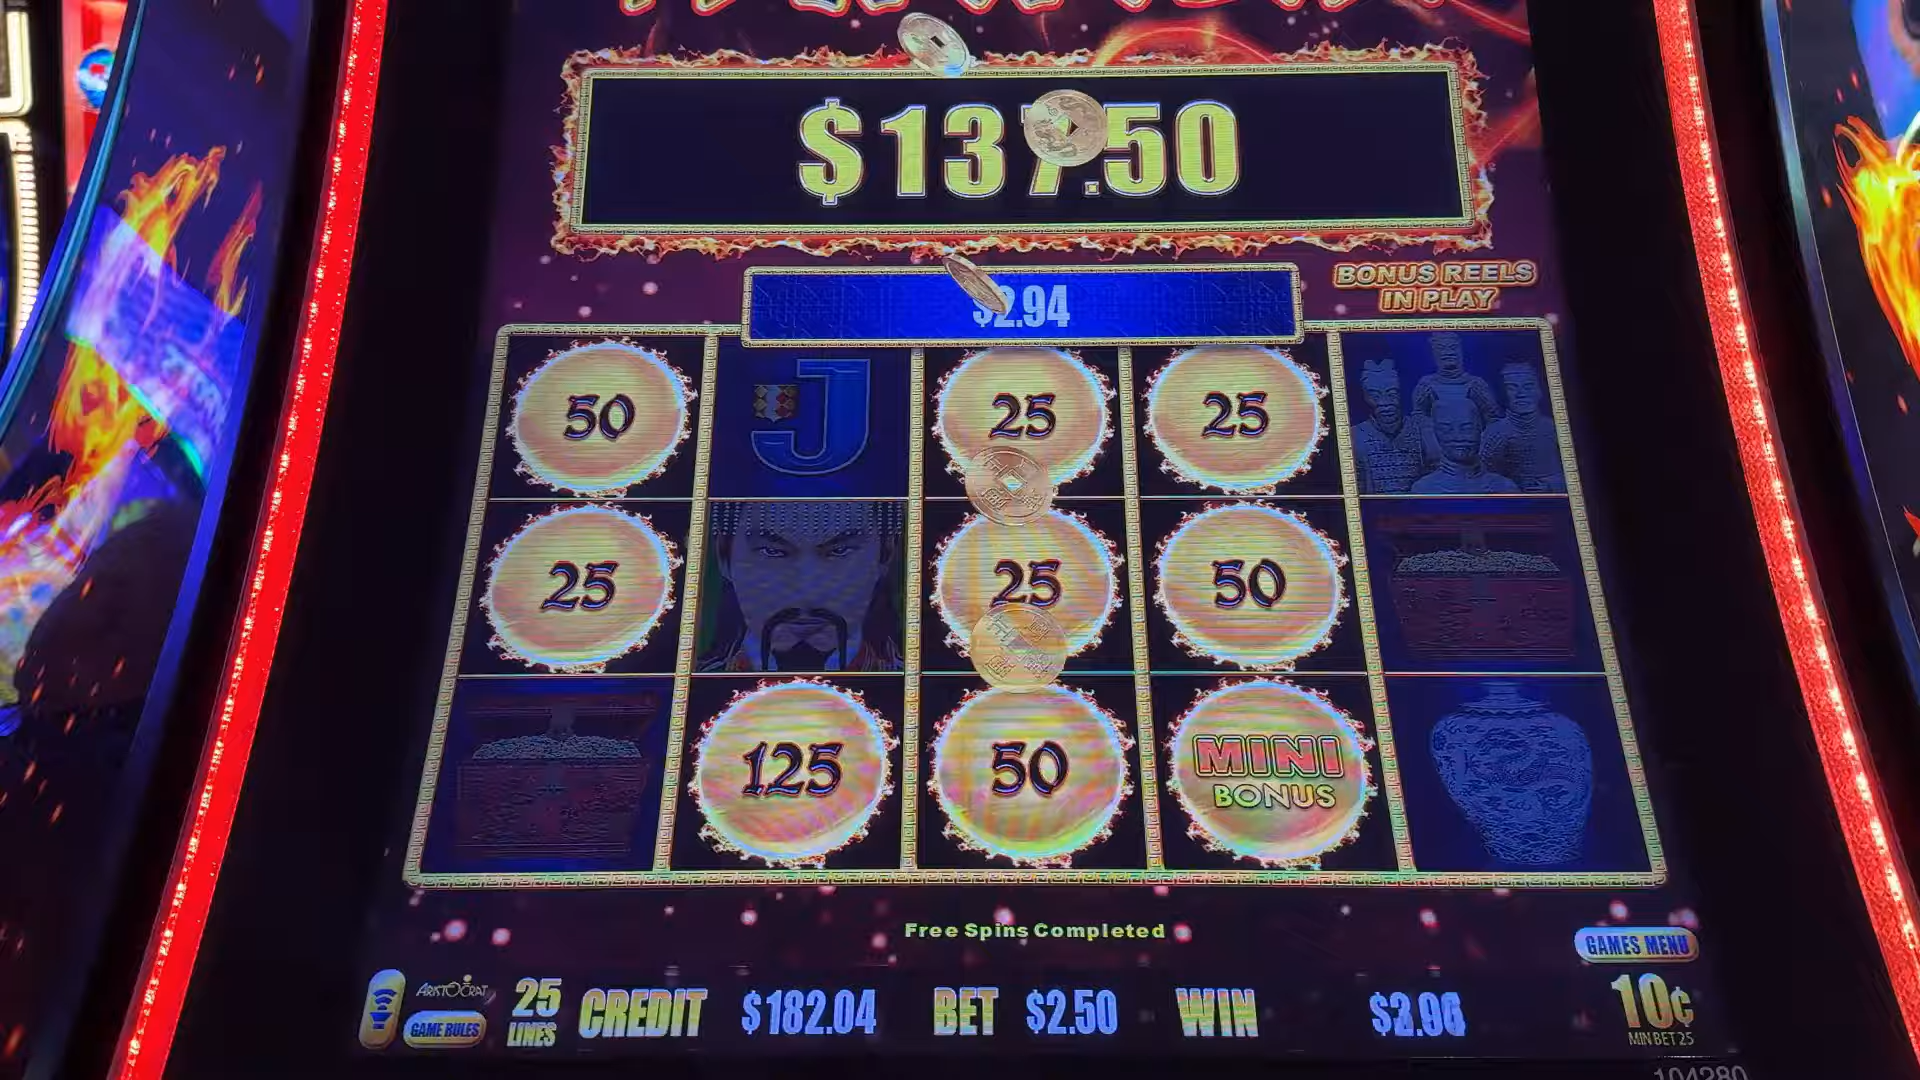 $137.50
$2.94
BONUS REELS
IN PLAY
50
J
25
25
25
25
50
125
50
MINI
BONUS
Free Spins Completed
GAMES MENU
ARISTOCRAT
GAME RULES
25
LINES
CREDIT $182.04 BET $2.50 WIN
10¢
MIN BET 25
104280